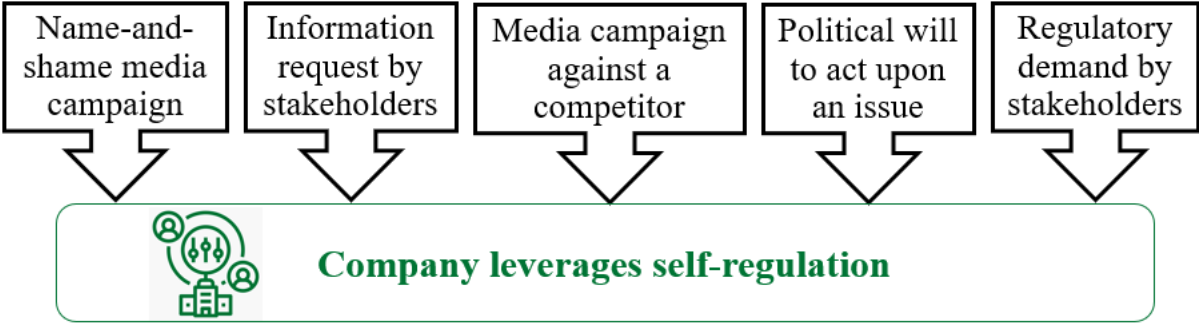 Name-and-
shame media
campaign
Information
request by
stakeholders
Media campaign
against a
competitor
Political will
to act upon
an issue
Regulatory
demand by
stakeholders
Company leverages self-regulation